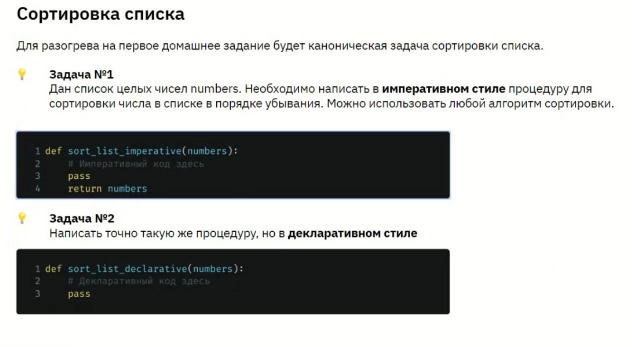 Сортировка списка
Для разогрева на первое домашнее задание будет каноническая задача сортировки списка.
Задача №1
Дан список целых чисел numbers. Необходимо написать в императивном стиле процедуру для
сортировки числа в списке в порядке убывания. Можно использовать любой алгоритм сортировки.
1 def sort_list_imperative(numbers):
2 # Императивный код здесь
3 pass
4 return numbers
Задача №2
Написать точно такую же процедуру, но в декларативном стиле
1 def sort_list_declarative(numbers):
2 # Декларативный код здесь
3 pass